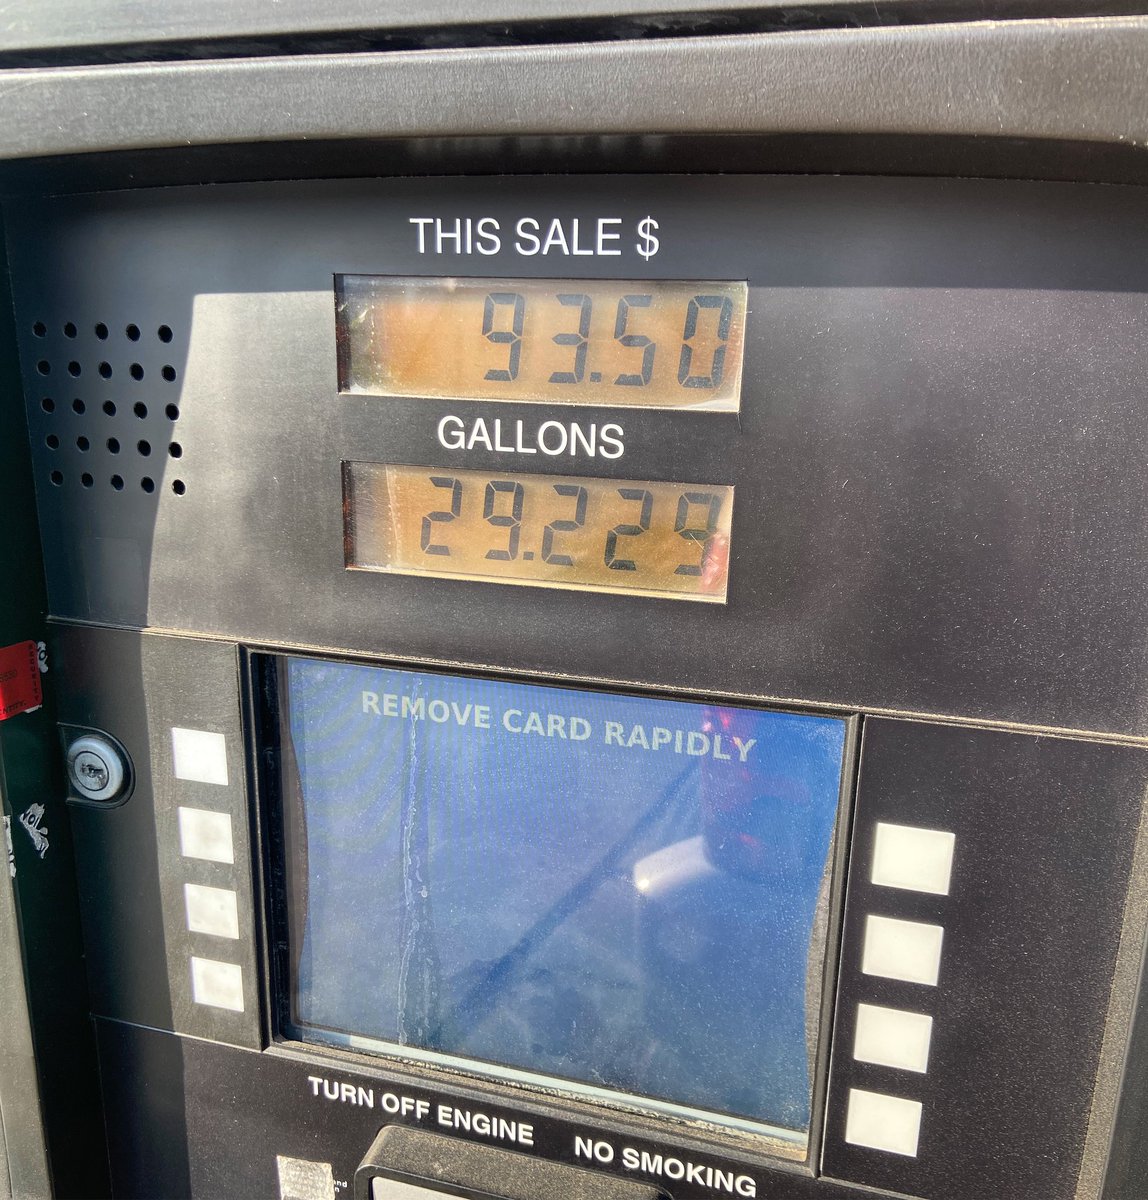 THIS SALE $
93.50
GALLONS
29.229
REMOVE CARD RAPIDLY
TURN OFF ENGINE
NO SMOKING